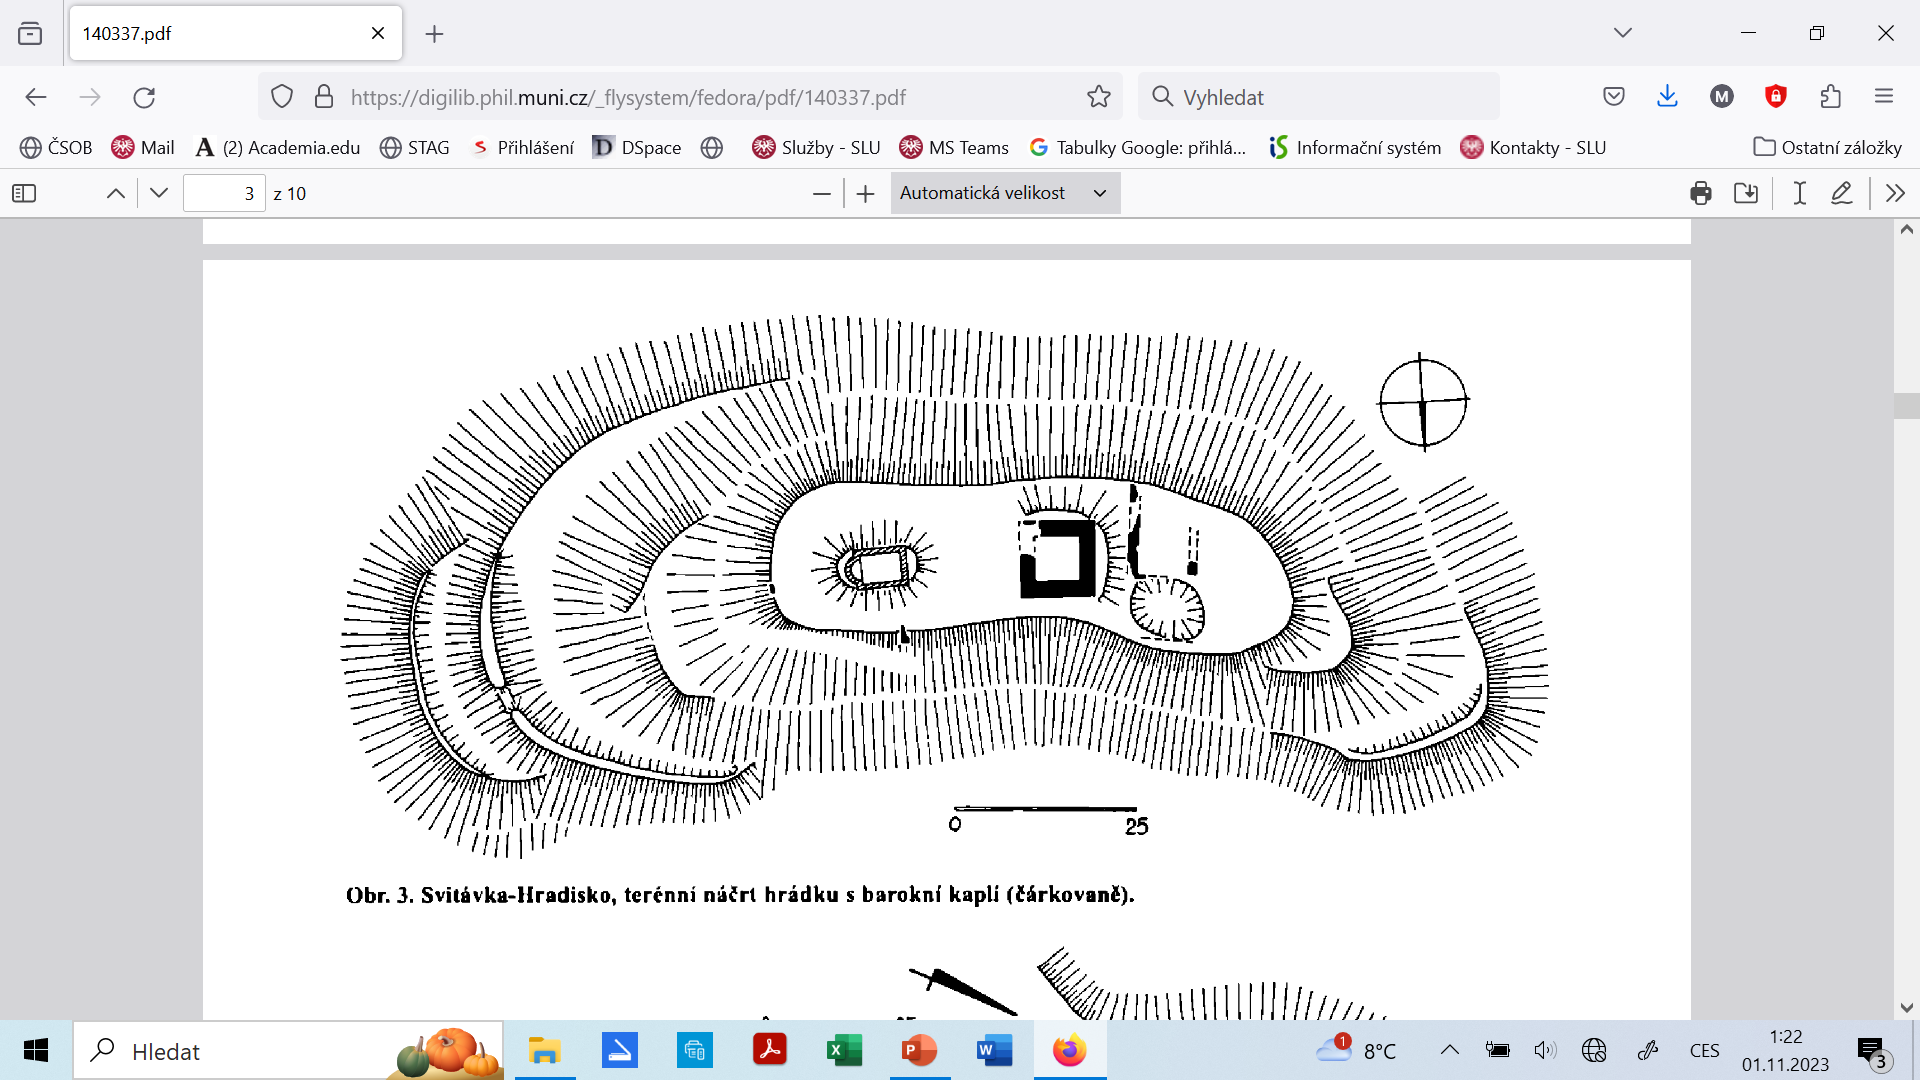 140337.pdf
https://digilib.phil.muni.cz/_flysystem/fedora/pdf/140337.pdf
Vyhledat
M
ČSOB
Mail
A (2) Academia.edu
STAG
S Přihlášení
D DSpace
Služby - SLU
MS Teams
G Tabulky Google: přihlá...
iS Informační systém
Kontakty - SLU
Ostatní záložky
3 z 10
Automatická velikost
0 25
Obr. 3. Svitávka-Hradisko, terénní náčrt hrádku s barokní kaplí (čárkovaně).
Hledat
X
P
W
1
8°C
CES
1:22
01.11.2023
3